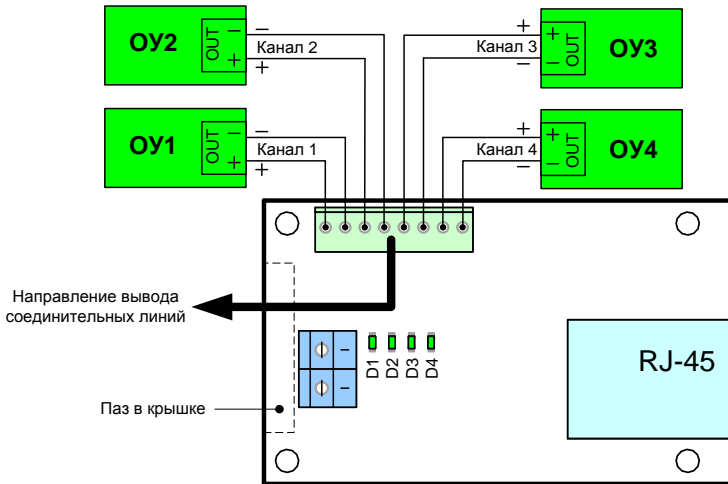 ОУ2
OUT
−
+
−
Канал 2
+
+
Канал 3
−
+
−
OUT
ОУ3
ОУ1
OUT
−
+
−
Канал 1
+
+
Канал 4
−
+
−
OUT
ОУ4
Направление вывода
соединительных линий
Паз в крышке
−
−
D1
D2
D3
D4
RJ-45